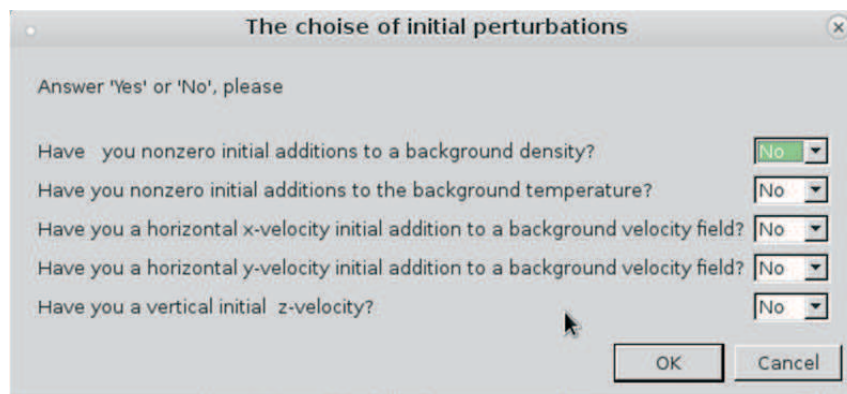 The choise of initial perturbations
Answer 'Yes' or 'No', please
Have you nonzero initial additions to a background density? No
Have you nonzero initial additions to the background temperature? No
Have you a horizontal x-velocity initial addition to a background velocity field? No
Have you a horizontal y-velocity initial addition to a background velocity field? No
Have you a vertical initial z-velocity? No
OK Cancel